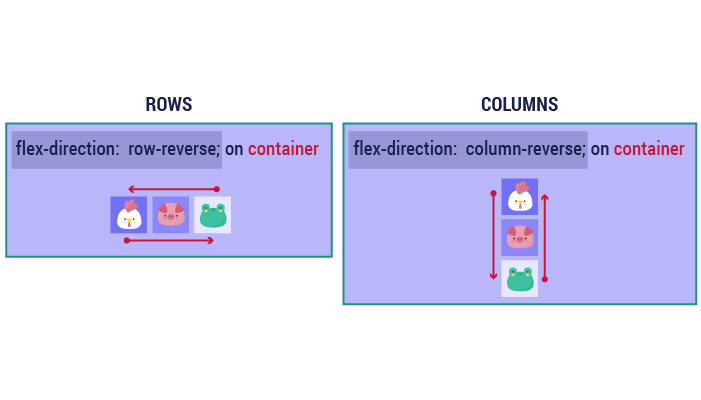 ROWS
flex-direction: row-reverse; on container
COLUMNS
flex-direction: column-reverse; on container